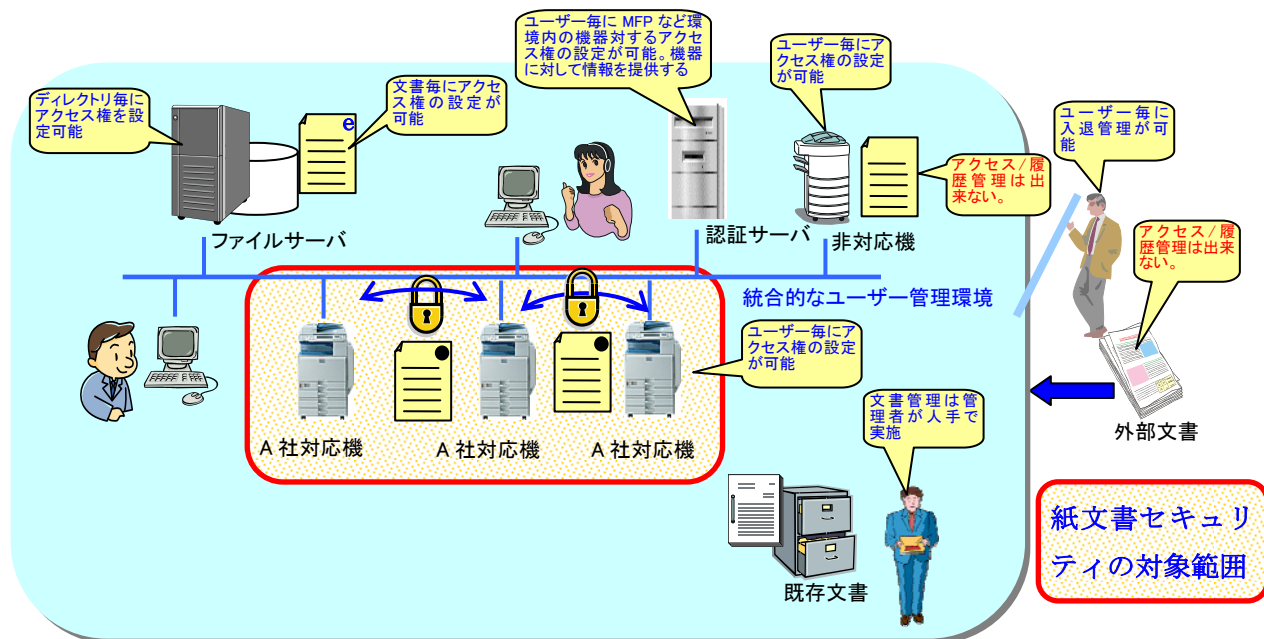 ユーザー毎に MFP など環
境内の機器対するアクセ
ス権の設定が可能。機器
に対して情報を提供する
ユーザー毎にア
クセス権の設定
が可能
ディレクトリ毎に
アクセス権を設
定可能
文書毎にアクセ
ス権の設定が
可能
e
ユーザー毎に
入退管理が可
能
アクセス/履
歴管理は出
来ない。
アクセス/履
歴管理は出来
ない。
ファイルサーバ
認証サーバ
非対応機
統合的なユーザー管理環境
ユーザー毎にア
クセス権の設定
が可能
A 社対応機
A 社対応機
A 社対応機
文書管理は管
理者が人手で
実施
外部文書
既存文書
紙文書セキュリ
ティの対象範囲